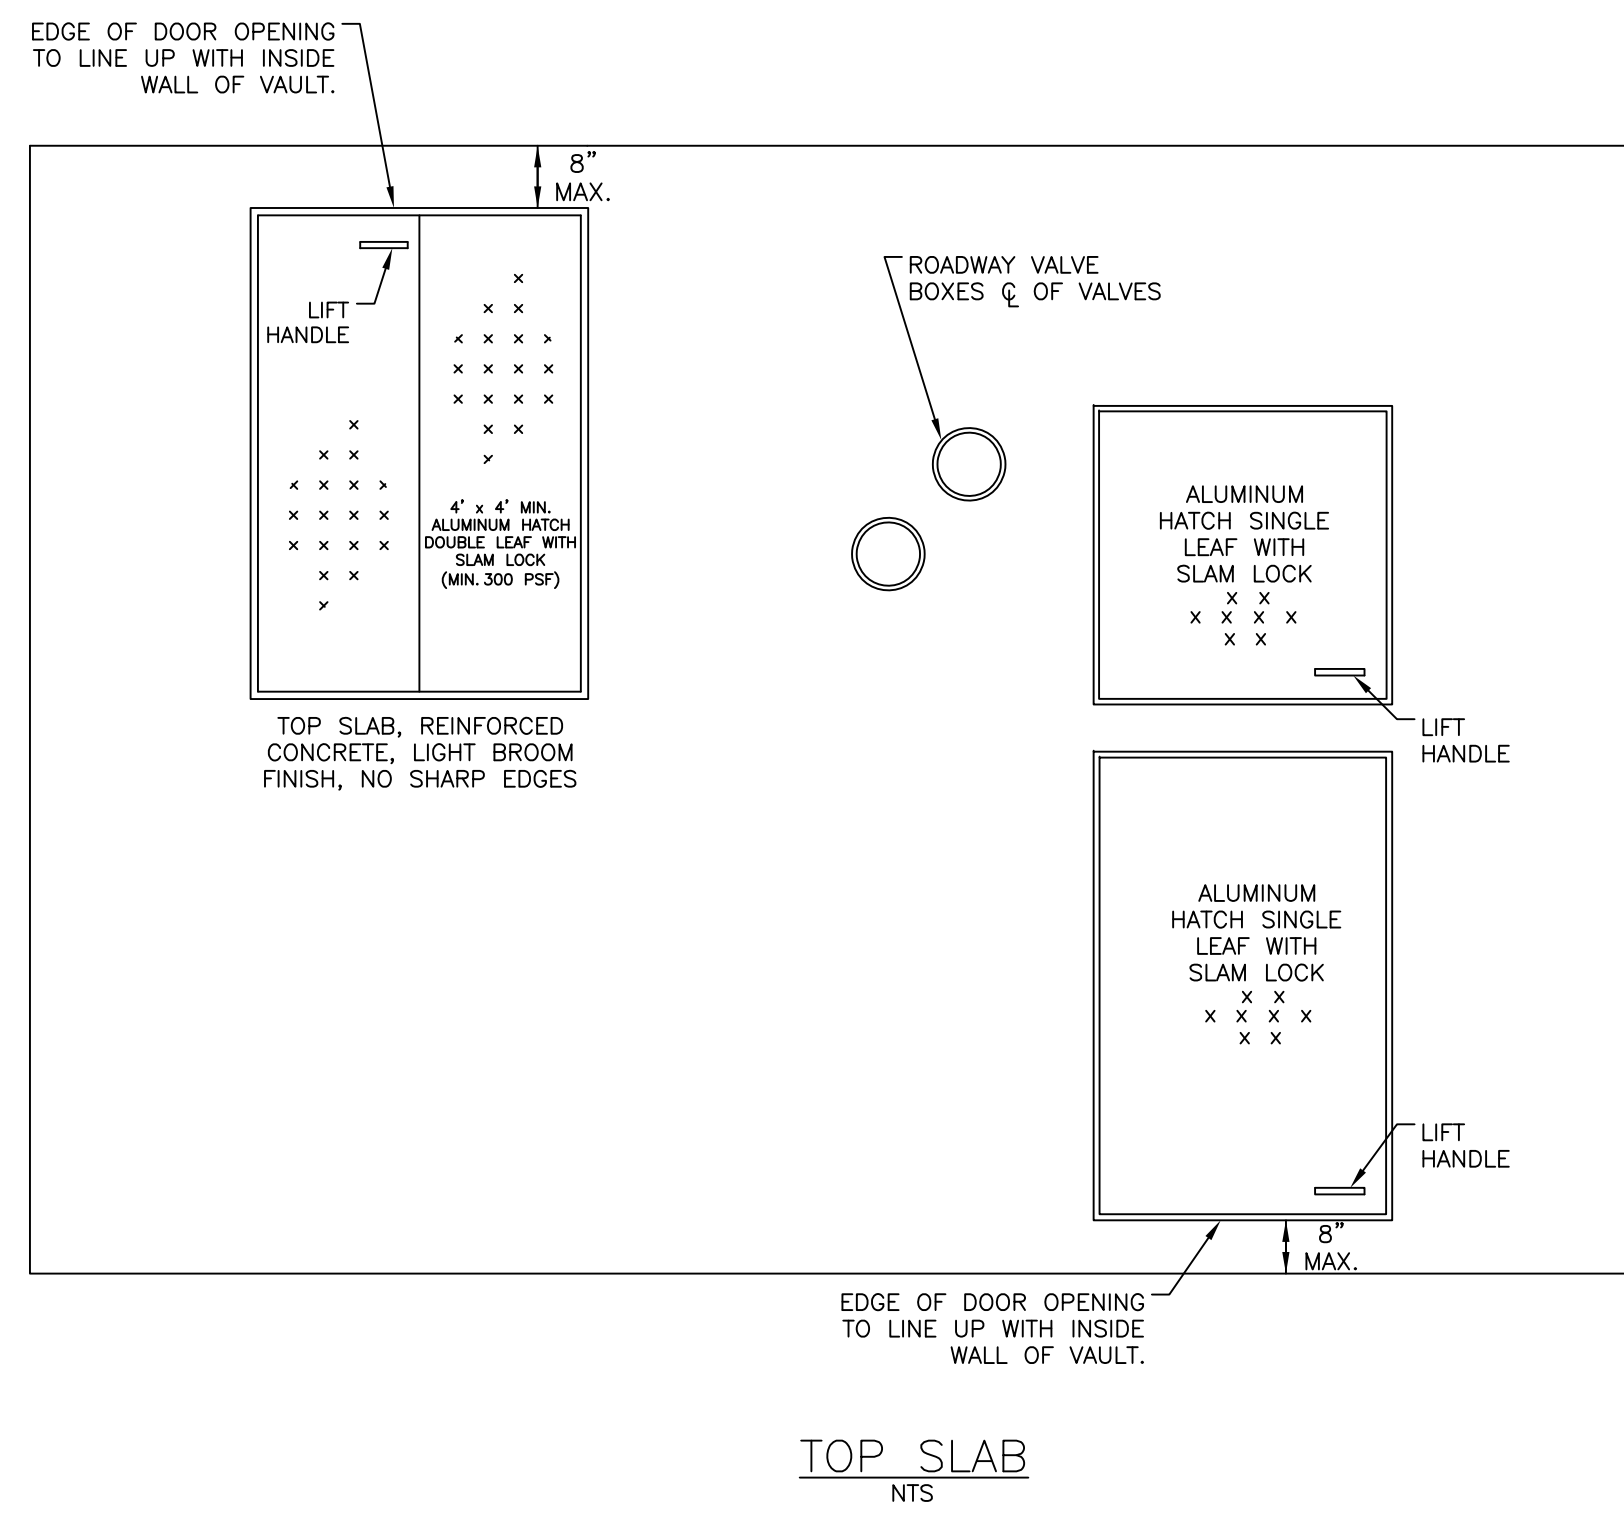 EDGE OF DOOR OPENING
TO LINE UP WITH INSIDE
WALL OF VAULT.
8"
MAX.
LIFT
HANDLE
4' x 4' MIN.
ALUMINUM HATCH
DOUBLE LEAF WITH
SLAM LOCK
(MIN. 300 PSF)
TOP SLAB, REINFORCED
CONCRETE, LIGHT BROOM
FINISH, NO SHARP EDGES
ROADWAY VALVE
BOXES ℄ OF VALVES
ALUMINUM
HATCH SINGLE
LEAF WITH
SLAM LOCK
LIFT
HANDLE
ALUMINUM
HATCH SINGLE
LEAF WITH
SLAM LOCK
LIFT
HANDLE
8"
MAX.
EDGE OF DOOR OPENING
TO LINE UP WITH INSIDE
WALL OF VAULT.
TOP SLAB
NTS